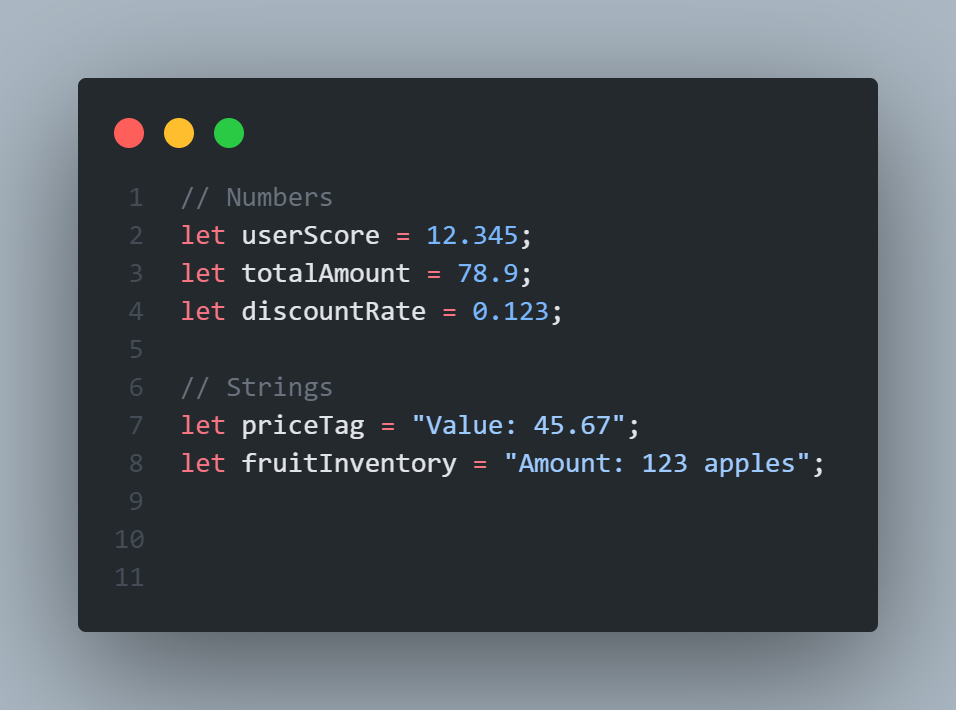 1 // Numbers
2 let userScore = 12.345;
3 let totalAmount = 78.9;
4 let discountRate = 0.123;
5
6 // Strings
7 let priceTag = "Value: 45.67";
8 let fruitInventory = "Amount: 123 apples";
9
10
11